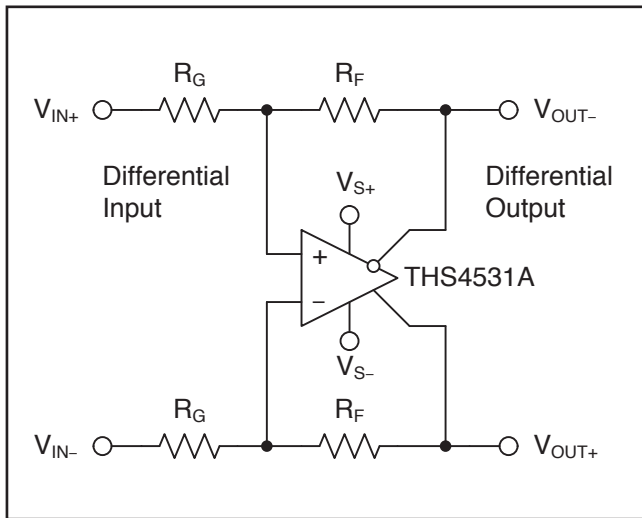 R_G
R_F
V_IN+
V_OUT–
Differential
Input
V_S+
Differential
Output
+
THS4531A
–
V_S–
R_G
R_F
V_IN–
V_OUT+